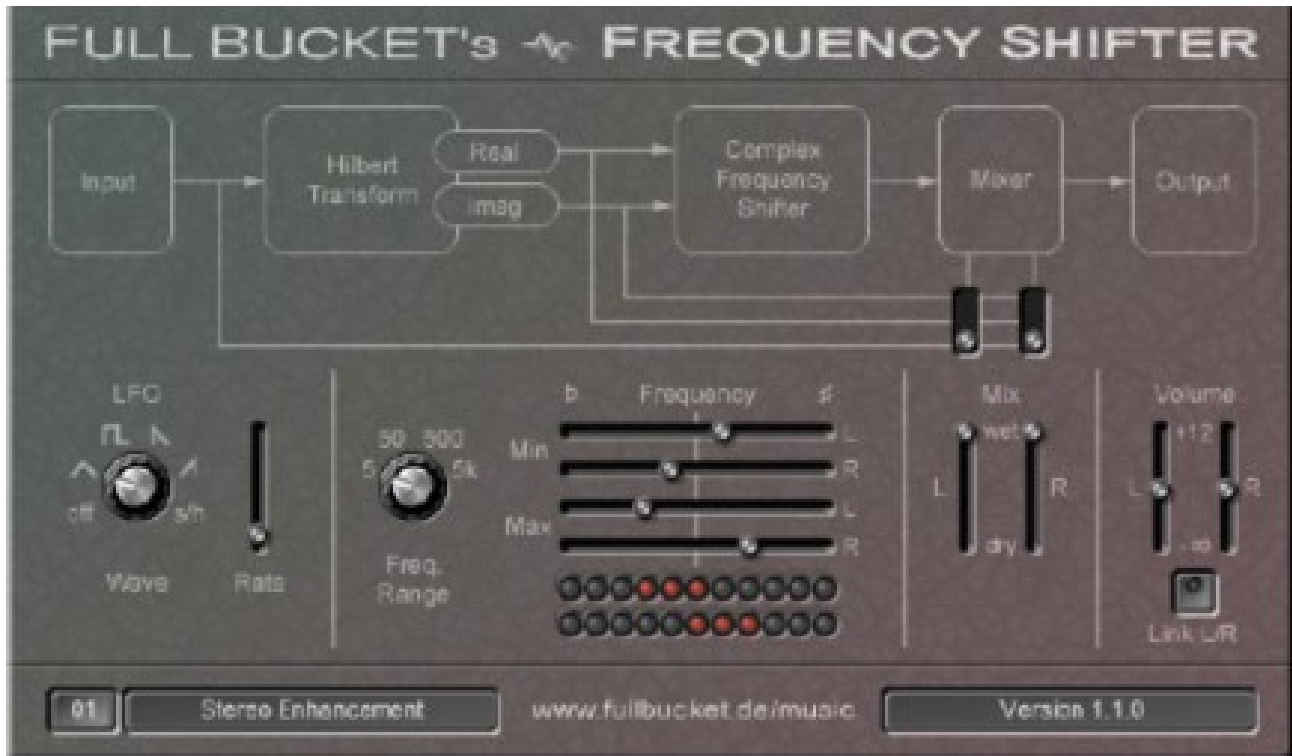 FULL BUCKET's FREQUENCY SHIFTER
Input
Hilbert
Transform
Real
Imag
Complex
Frequency
Shifter
Mixer
Output
LFO
off
s/h
Wave
Rate
5
50
500
5k
Freq.
Range
♭ Frequency ♯
Min
L
R
Max
L
R
Mix
wet
L
R
dry
Volume
+12
L
R
-∞
Link L/R
01
Stereo Enhancement
www.fullbucket.de/music
Version 1.1.0